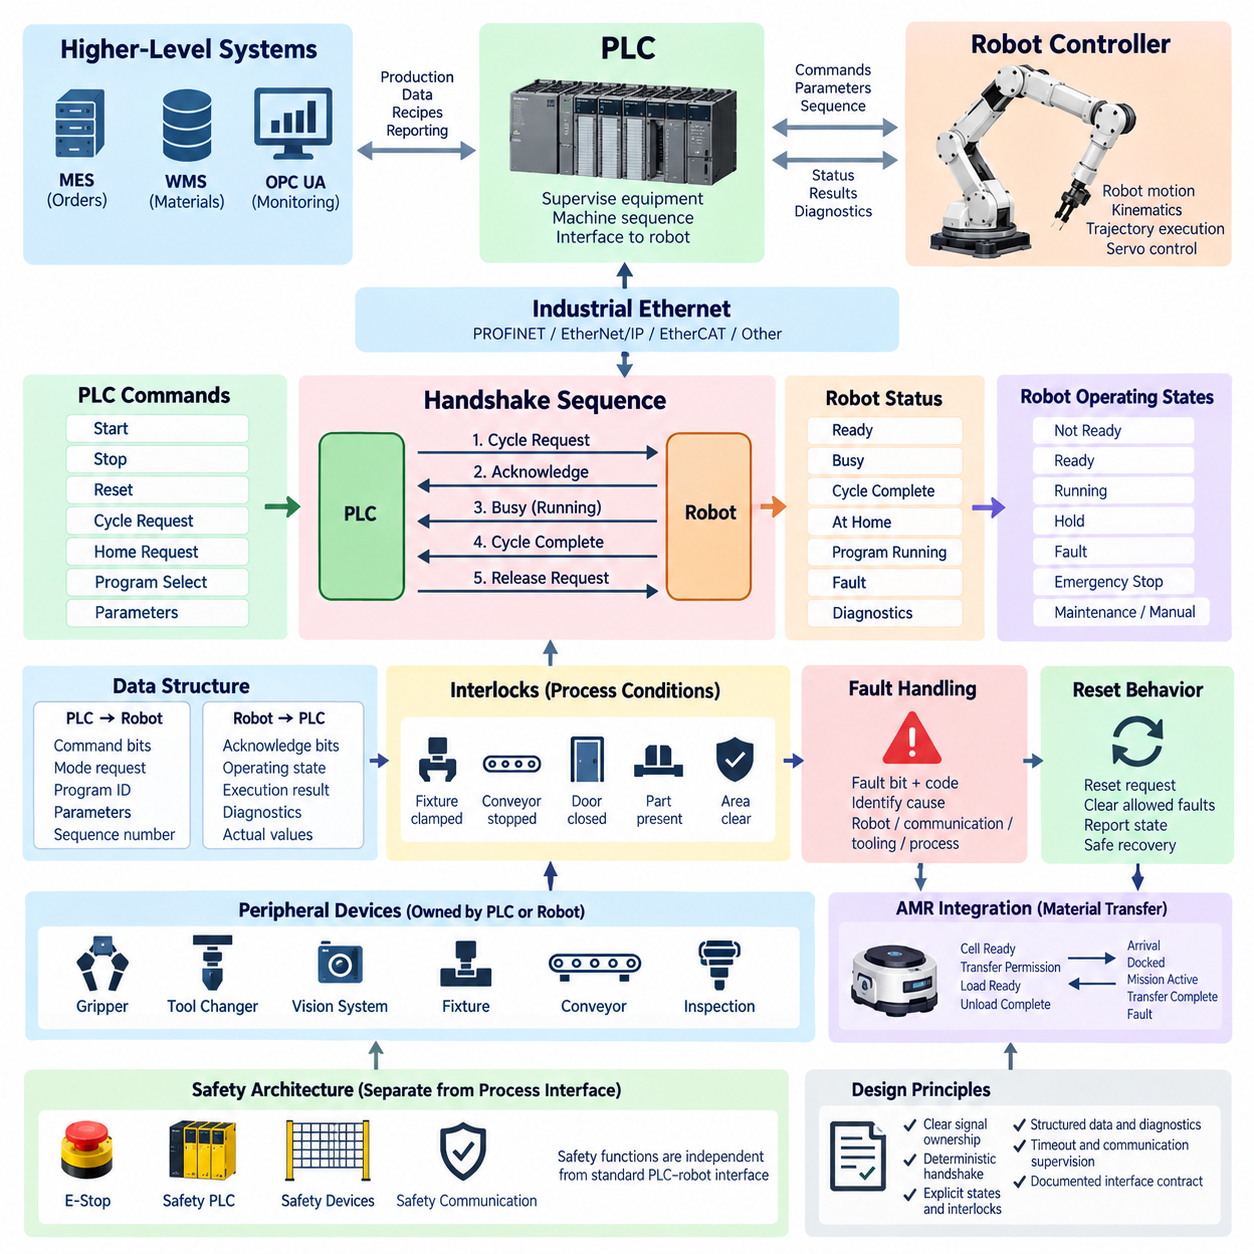 Higher-Level Systems
MES
(Orders)
WMS
(Materials)
OPC UA
(Monitoring)
Production
Data
Recipes
Reporting
PLC
Supervise equipment
Machine sequence
Interface to robot
Commands
Parameters
Sequence
Status
Results
Diagnostics
Robot Controller
Robot motion
Kinematics
Trajectory execution
Servo control
Industrial Ethernet
PROFINET / EtherNet/IP / EtherCAT / Other
PLC Commands
Start
Stop
Reset
Cycle Request
Home Request
Program Select
Parameters
Handshake Sequence
PLC
1. Cycle Request
2. Acknowledge
3. Busy (Running)
4. Cycle Complete
5. Release Request
Robot
Robot Status
Ready
Busy
Cycle Complete
At Home
Program Running
Fault
Diagnostics
Robot Operating States
Not Ready
Ready
Running
Hold
Fault
Emergency Stop
Maintenance / Manual
Data Structure
PLC → Robot
Command bits
Mode request
Program ID
Parameters
Sequence number
Robot → PLC
Acknowledge bits
Operating state
Execution result
Diagnostics
Actual values
Interlocks (Process Conditions)
Fixture
clamped
Conveyor
stopped
Door
closed
Part
present
Area
clear
Fault Handling
Fault bit + code
Identify cause
Robot / communication /
tooling / process
Reset Behavior
Reset request
Clear allowed faults
Report state
Safe recovery
Peripheral Devices (Owned by PLC or Robot)
Gripper
Tool Changer
Vision System
Fixture
Conveyor
Inspection
AMR Integration (Material Transfer)
Cell Ready
Transfer Permission
Load Ready
Unload Complete
Arrival
Docked
Mission Active
Transfer Complete
Fault
Safety Architecture (Separate from Process Interface)
E-Stop
Safety PLC
Safety Devices
Safety Communication
Safety functions are independent
from standard PLC-robot interface
Design Principles
✓ Clear signal
ownership
✓ Deterministic
handshake
✓ Explicit states
and interlocks
✓ Structured data and diagnostics
✓ Timeout and communication
supervision
✓ Documented interface contract